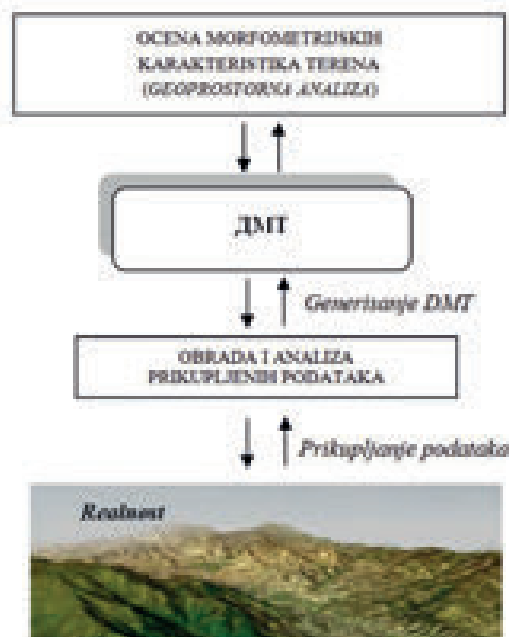 OCENA MORFOMETRIJSKIH
KARAKTERISTIKA TERENA
(GEOPROSTORNA ANALIZA)
ДМТ
Generisanje DMT
OBRADA I ANALIZA
PRIKUPLJENIH PODATAKA
Prikupljanje podataka
Realnost